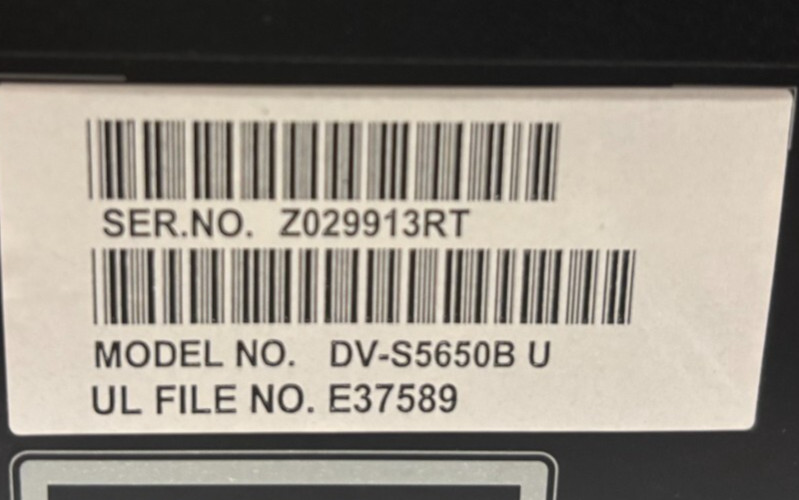 SER.NO. Z029913RT
MODEL NO. DV-S5650B U
UL FILE NO. E37589